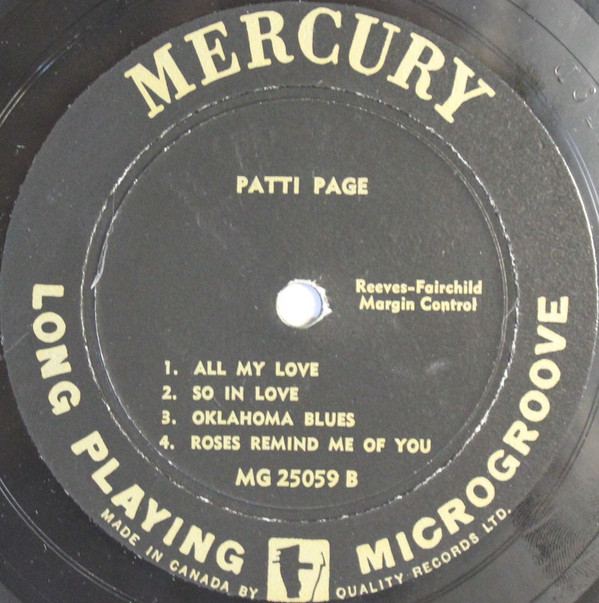 MERCURY
PATTI PAGE
Reeves-Fairchild
Margin Control
1. ALL MY LOVE
2. SO IN LOVE
3. OKLAHOMA BLUES
4. ROSES REMIND ME OF YOU
MG 25059 B
LONG PLAYING MICROGROOVE
MADE IN CANADA BY QUALITY RECORDS LTD.